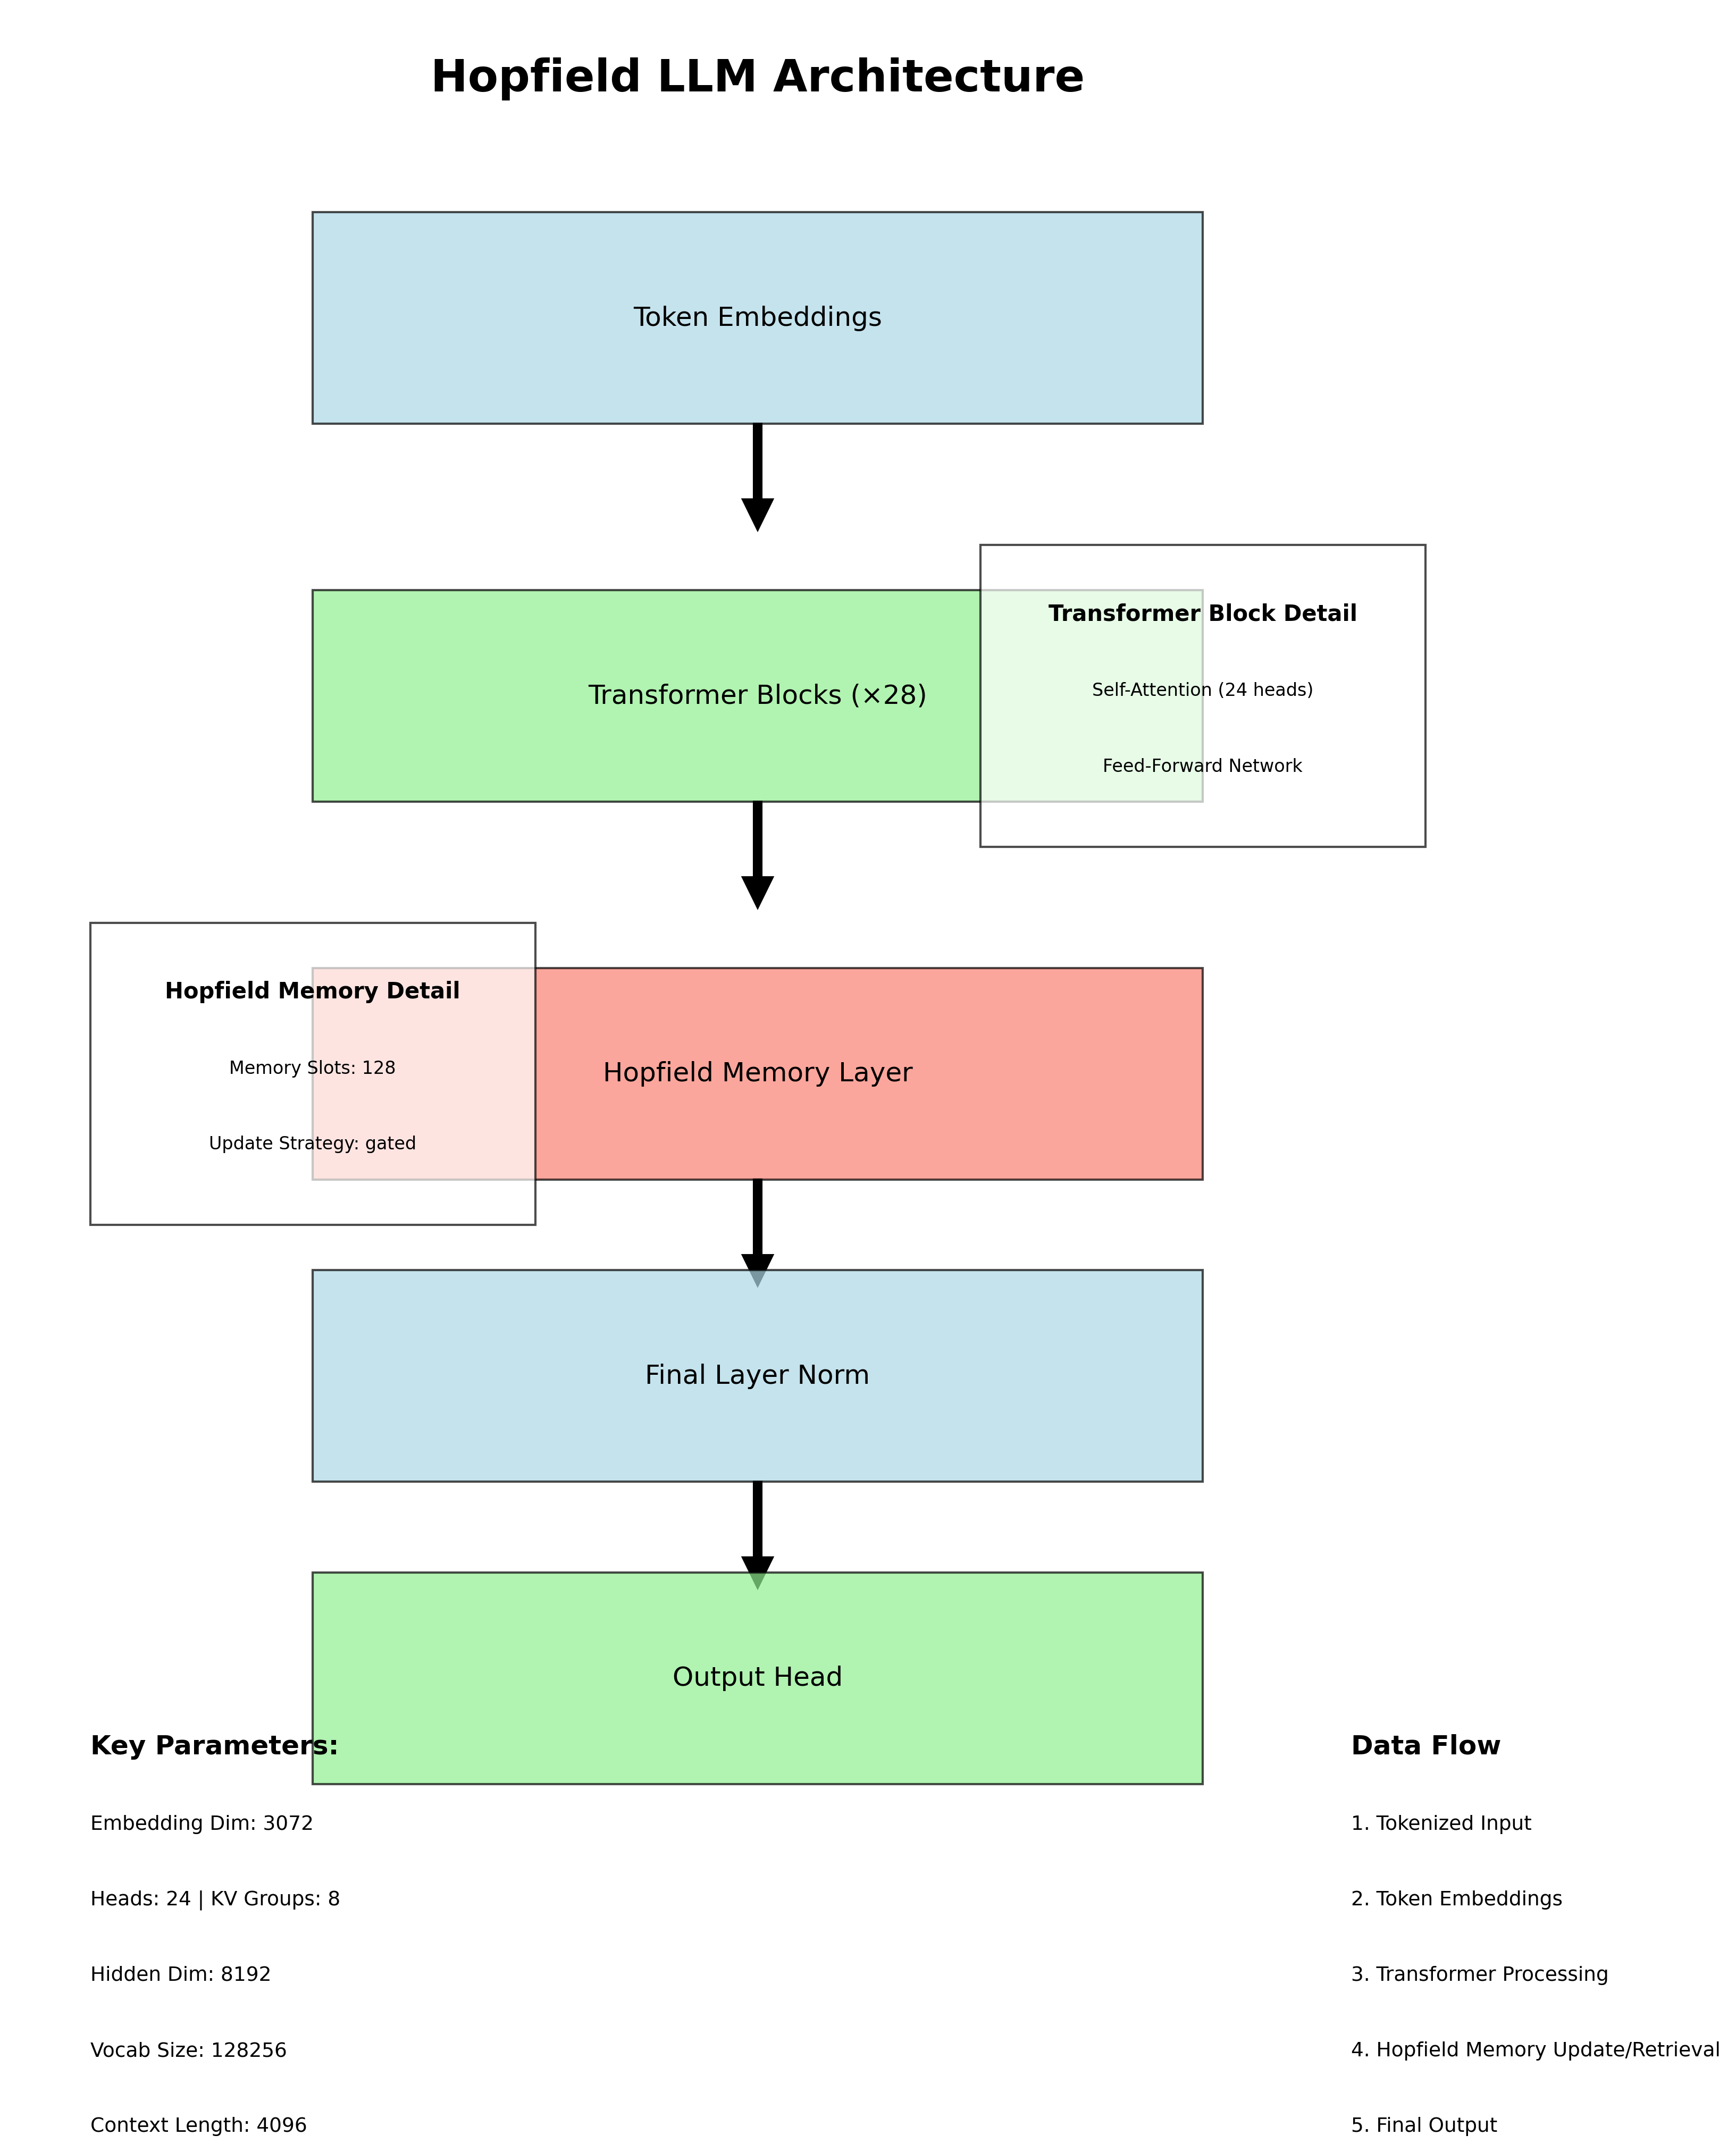 Hopfield LLM Architecture
Token Embeddings
Transformer Blocks (×28)
Transformer Block Detail
Self-Attention (24 heads)
Feed-Forward Network
Hopfield Memory Detail
Memory Slots: 128
Update Strategy: gated
Hopfield Memory Layer
Final Layer Norm
Output Head
Key Parameters:
Embedding Dim: 3072
Heads: 24 | KV Groups: 8
Hidden Dim: 8192
Vocab Size: 128256
Context Length: 4096
Data Flow
1. Tokenized Input
2. Token Embeddings
3. Transformer Processing
4. Hopfield Memory Update/Retrieval
5. Final Output